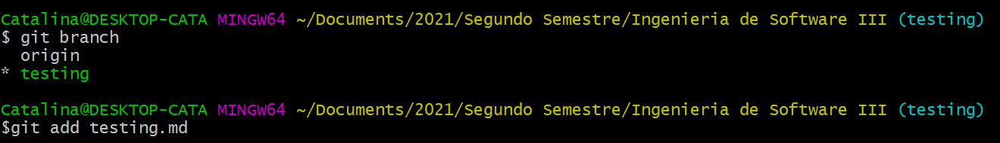 Catalina@DESKTOP-CATA MINGW64 ~/Documents/2021/Segundo Semestre/Ingenieria de Software III (testing)
$ git branch
  origin
* testing
Catalina@DESKTOP-CATA MINGW64 ~/Documents/2021/Segundo Semestre/Ingenieria de Software III (testing)
$git add testing.md